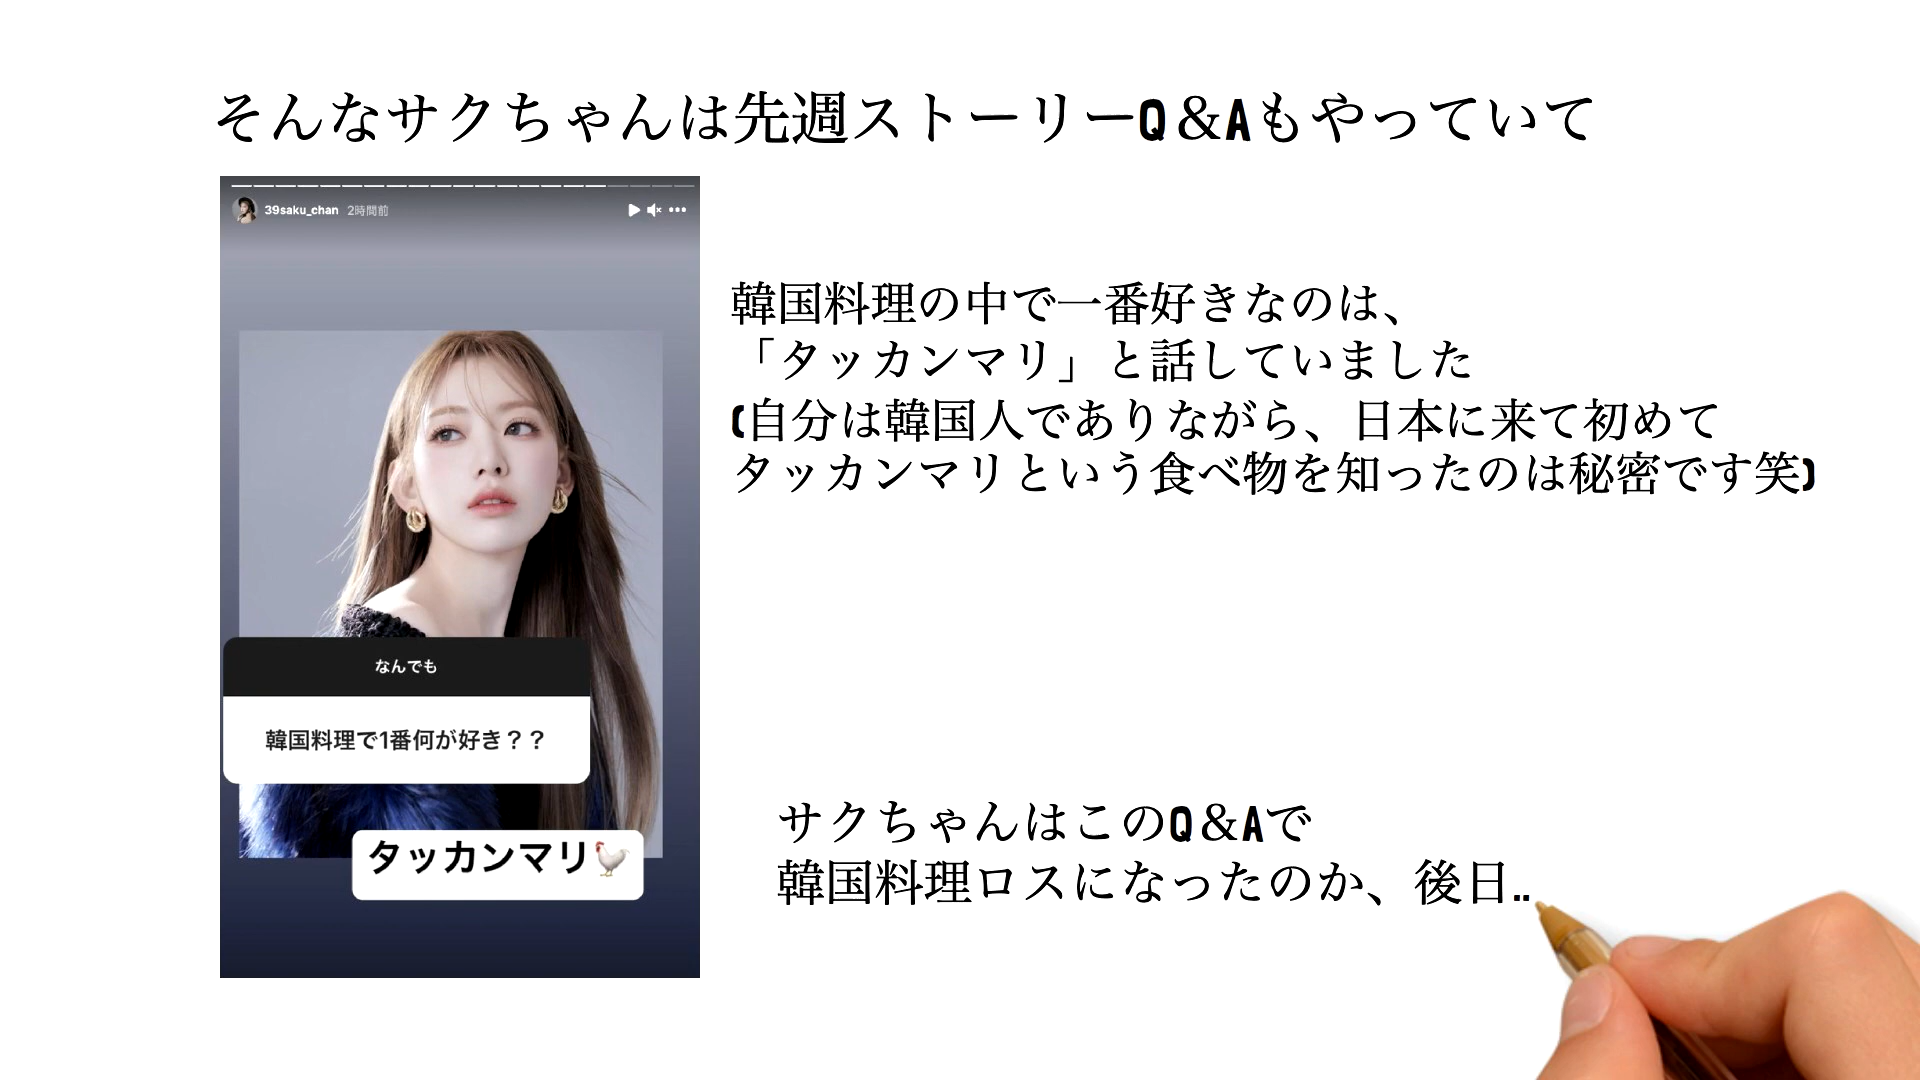 そんなサクちゃんは先週ストーリーQ&Aもやっていて
39saku_chan 2時間前
韓国料理の中で一番好きなのは、
「タッカンマリ」と話していました
(自分は韓国人でありながら、日本に来て初めて
タッカンマリという食べ物を知ったのは秘密です笑)
なんでも
韓国料理で1番何が好き？？
タッカンマリ🐓
サクちゃんはこのQ&Aで
韓国料理ロスになったのか、後日..